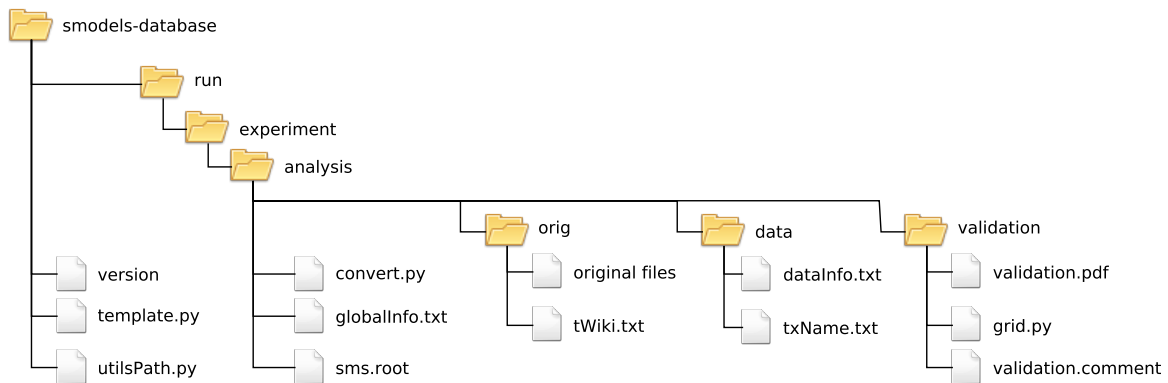 smodels-database
run
experiment
analysis
orig
data
validation
version
convert.py
original files
dataInfo.txt
validation.pdf
template.py
globalInfo.txt
tWiki.txt
txName.txt
grid.py
utilsPath.py
sms.root
validation.comment